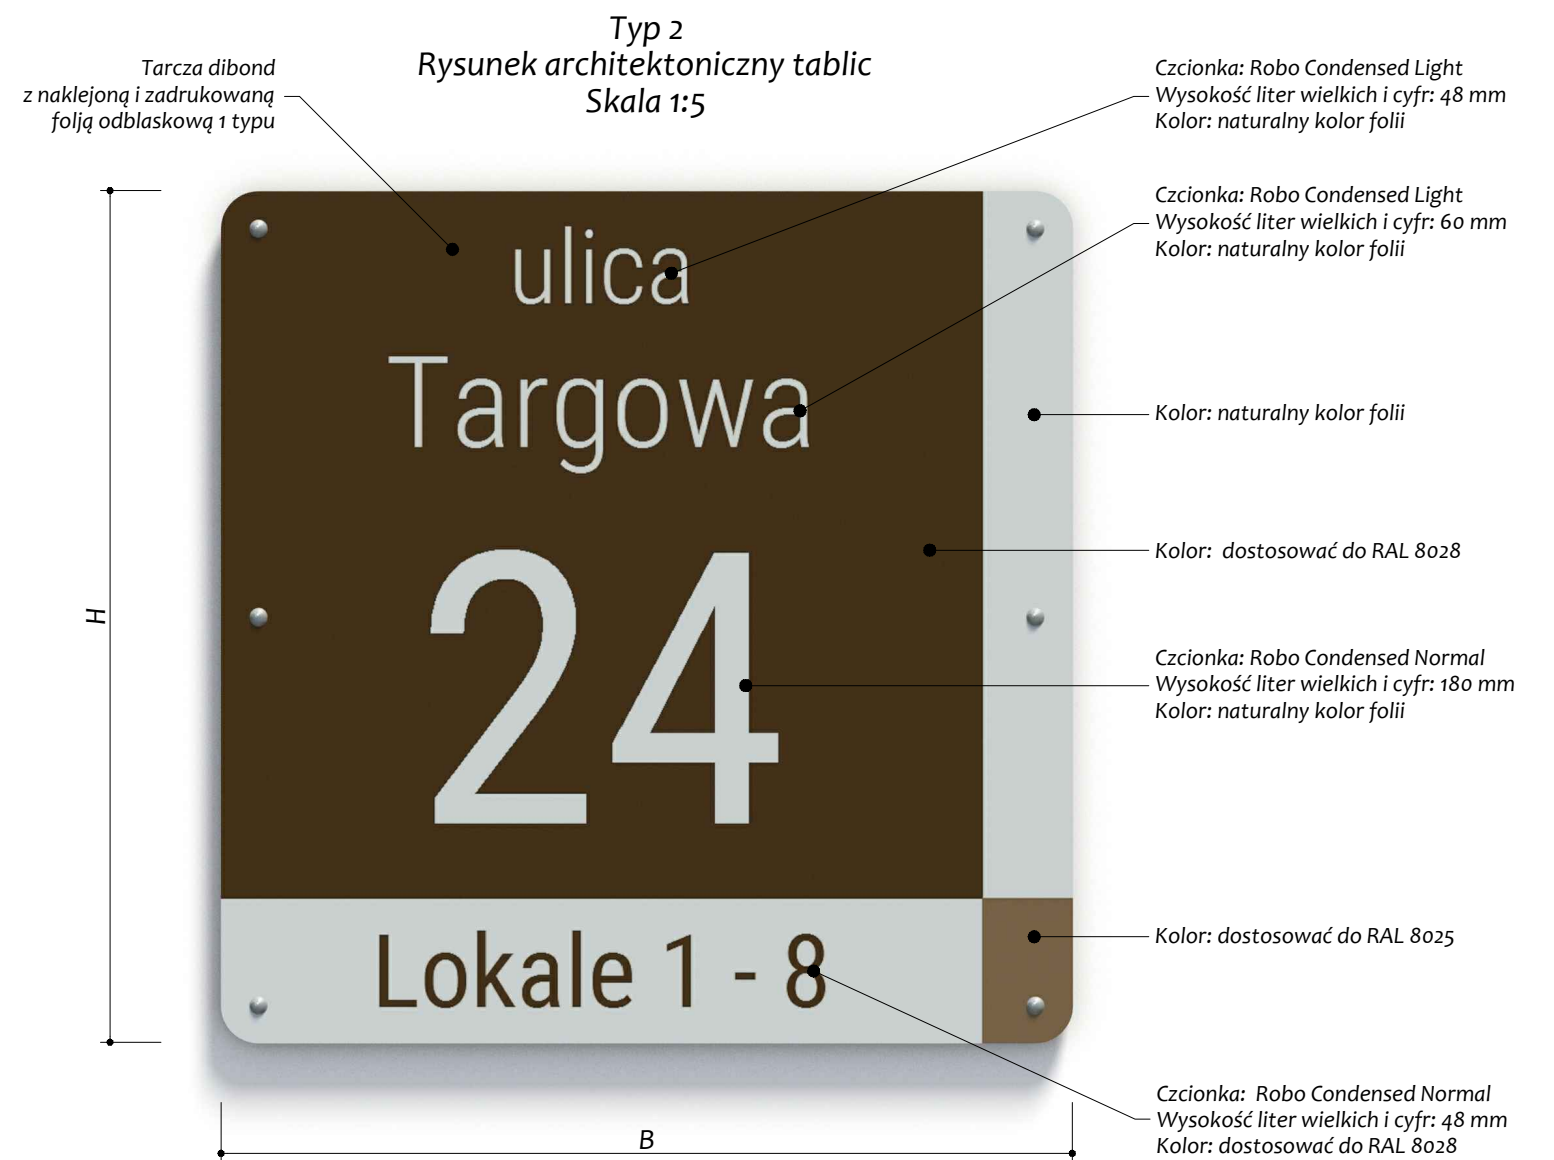 Typ 2
Rysunek architektoniczny tablic
Skala 1:5
Tarcza dibond
z naklejoną i zadrukowaną
folją odblaskową 1 typu
Czcionka: Robo Condensed Light
Wysokość liter wielkich i cyfr: 48 mm
Kolor: naturalny kolor folii
Czcionka: Robo Condensed Light
Wysokość liter wielkich i cyfr: 60 mm
Kolor: naturalny kolor folii
ulica
Targowa
24
Lokale 1 - 8
Kolor: naturalny kolor folii
Kolor: dostosować do RAL 8028
Czcionka: Robo Condensed Normal
Wysokość liter wielkich i cyfr: 180 mm
Kolor: naturalny kolor folii
Kolor: dostosować do RAL 8025
Czcionka: Robo Condensed Normal
Wysokość liter wielkich i cyfr: 48 mm
Kolor: dostosować do RAL 8028
H
B